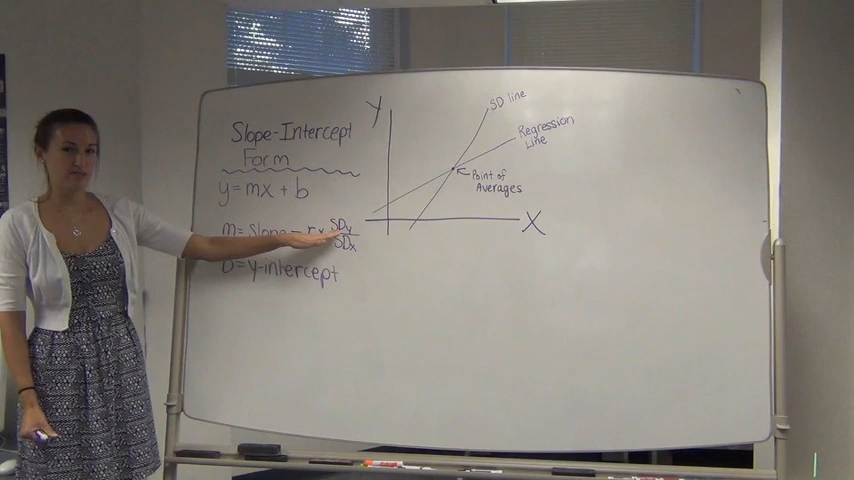 Slope-Intercept
Form
y=mx+b
m=slope=r×SDy
SDx
b=y-intercept
Y
SD line
Regression
Line
Point of
Averages
X